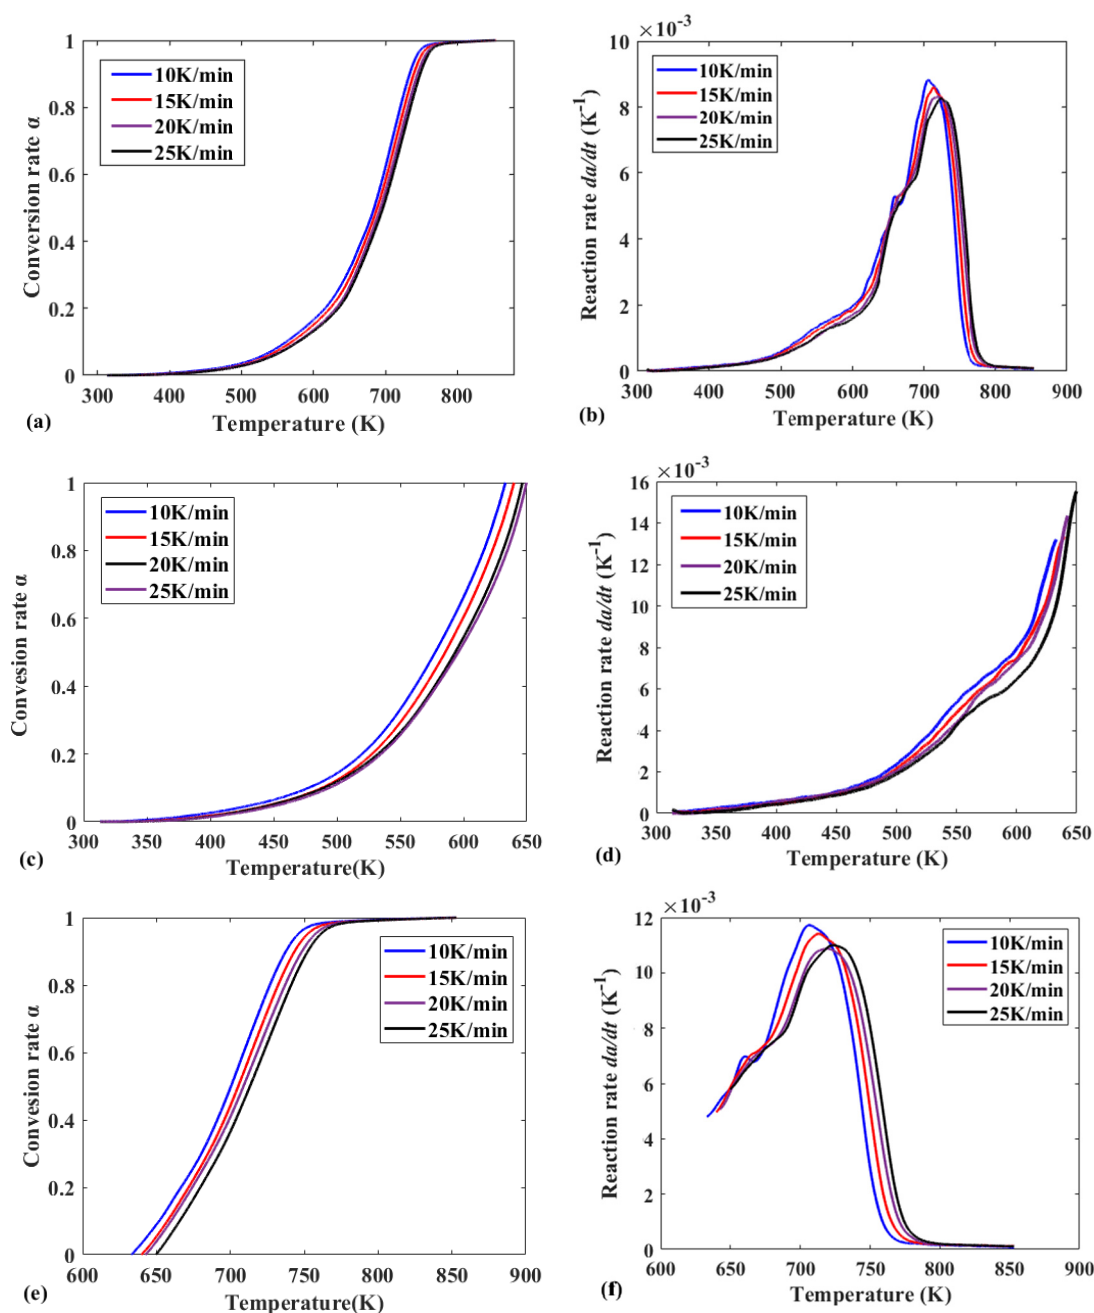 1
0.8
0.6
0.4
0.2
0
300
400
500
600
700
800
Conversion rate α
Temperature (K)
10K/min
15K/min
20K/min
25K/min
(a)
×10-3
10
8
6
4
2
0
300
400
500
600
700
800
900
Reaction rate da/dt (K-1)
Temperature (K)
10K/min
15K/min
20K/min
25K/min
(b)
1
0.8
0.6
0.4
0.2
0
300
350
400
450
500
550
600
650
Convesion rate α
Temperature(K)
10K/min
15K/min
20K/min
25K/min
(c)
×10-3
16
14
12
10
8
6
4
2
0
300
350
400
450
500
550
600
650
Reaction rate da/dt (K-1)
Temperature (K)
10K/min
15K/min
20K/min
25K/min
(d)
1
0.8
0.6
0.4
0.2
0
600
650
700
750
800
850
900
Convesion rate α
Temperature(K)
10K/min
15K/min
20K/min
25K/min
(e)
×10-3
12
10
8
6
4
2
0
600
650
700
750
800
850
900
Reaction rate da/dt (K-1)
Temperature (K)
10K/min
15K/min
20K/min
25K/min
(f)